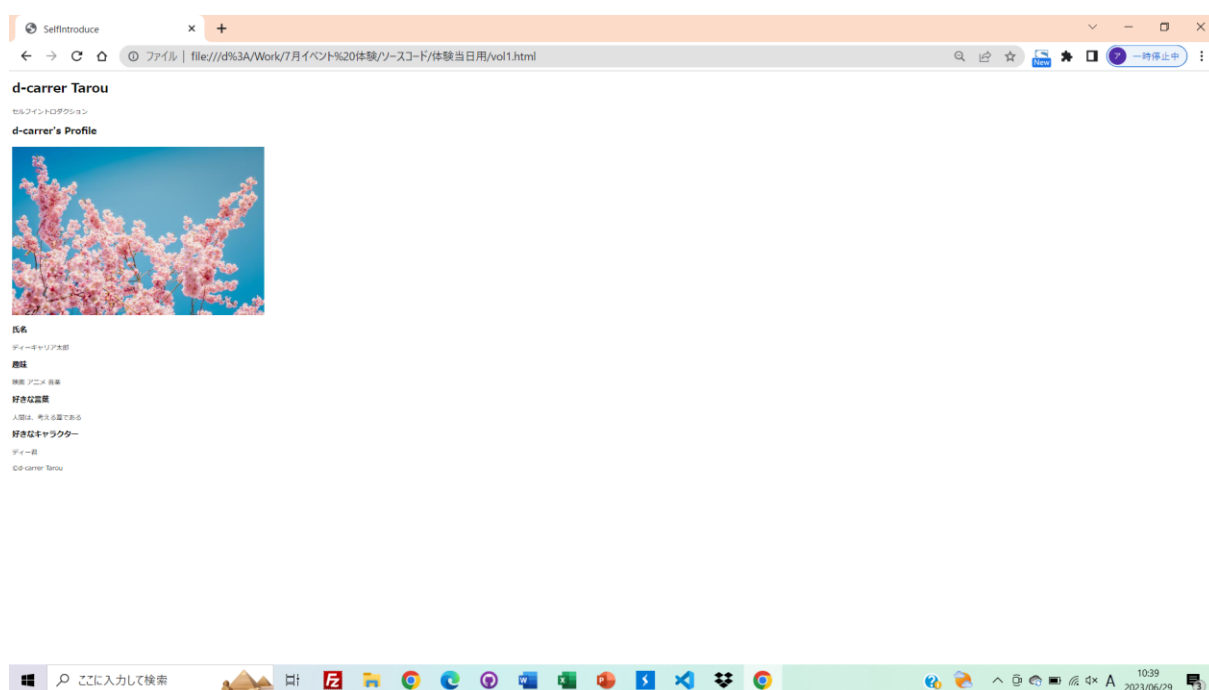 SelfIntroduce
ファイル | file:///d%3A/Work/7月イベント%20体験/ソースコード/体験当日用/vol1.html
New
ア 一時停止中
d-carrer Tarou
セルフイントロダクション
d-carrer's Profile
氏名
ディーキャリア太郎
趣味
映画 アニメ 音楽
好きな言葉
人間は、考える葦である
好きなキャラクター
ディー君
©d-carrer Tarou
ここに入力して検索
A
10:39
2023/06/29
3